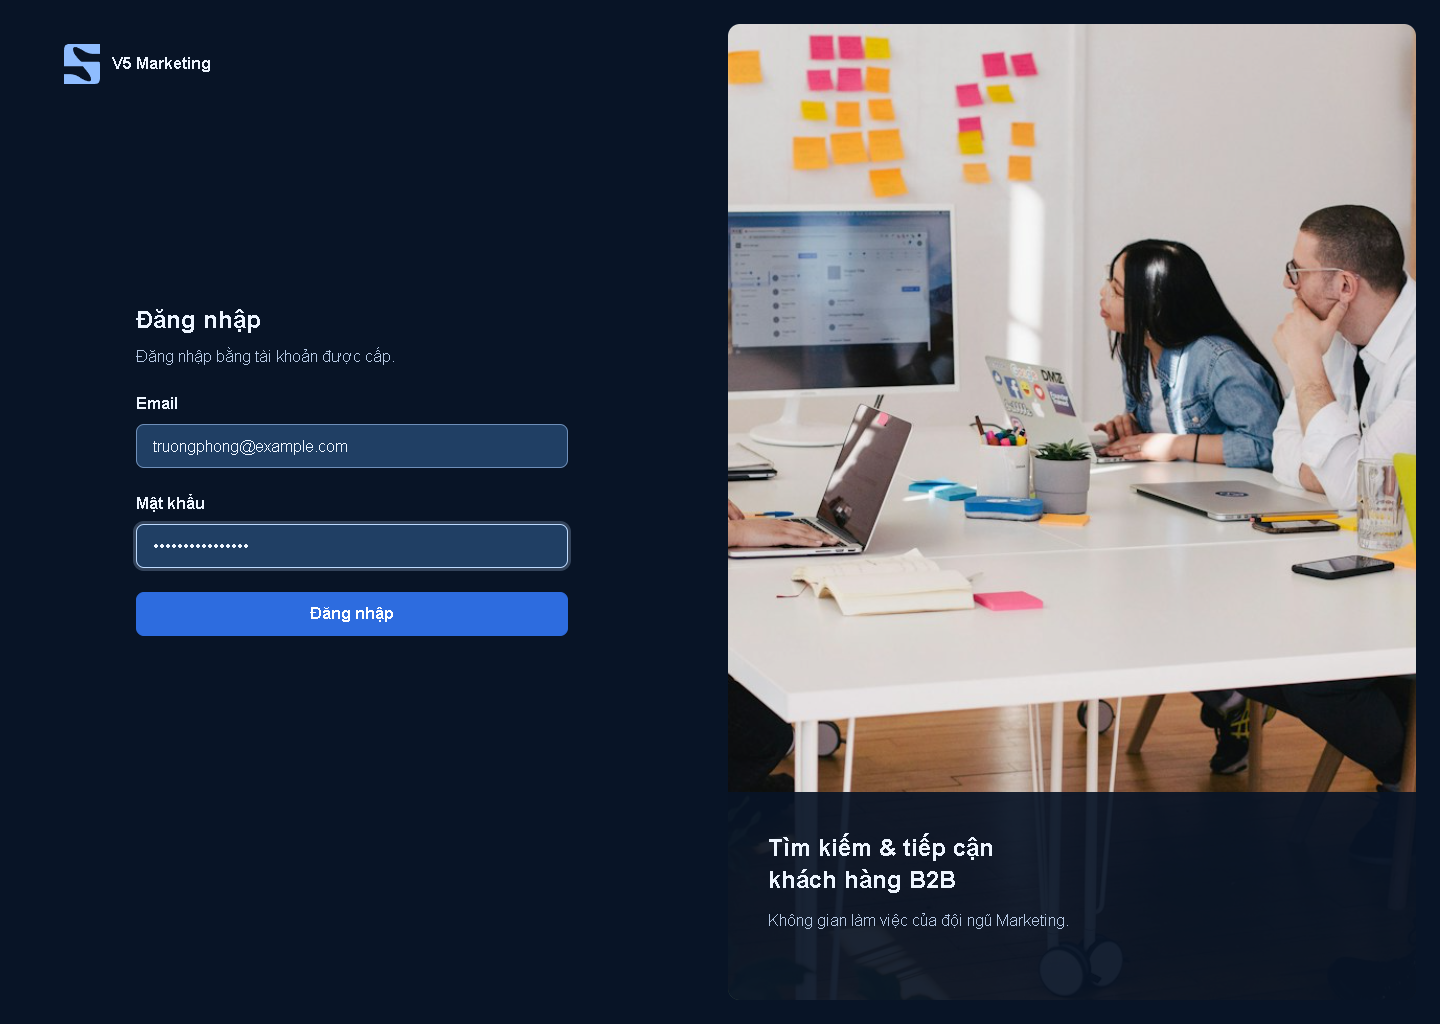 V5 Marketing
Đăng nhập
Đăng nhập bằng tài khoản được cấp.
Email
truongphong@example.com
Mật khẩu
••••••••••••••••
Đăng nhập
Tìm kiếm & tiếp cận
khách hàng B2B
Không gian làm việc của đội ngũ Marketing.